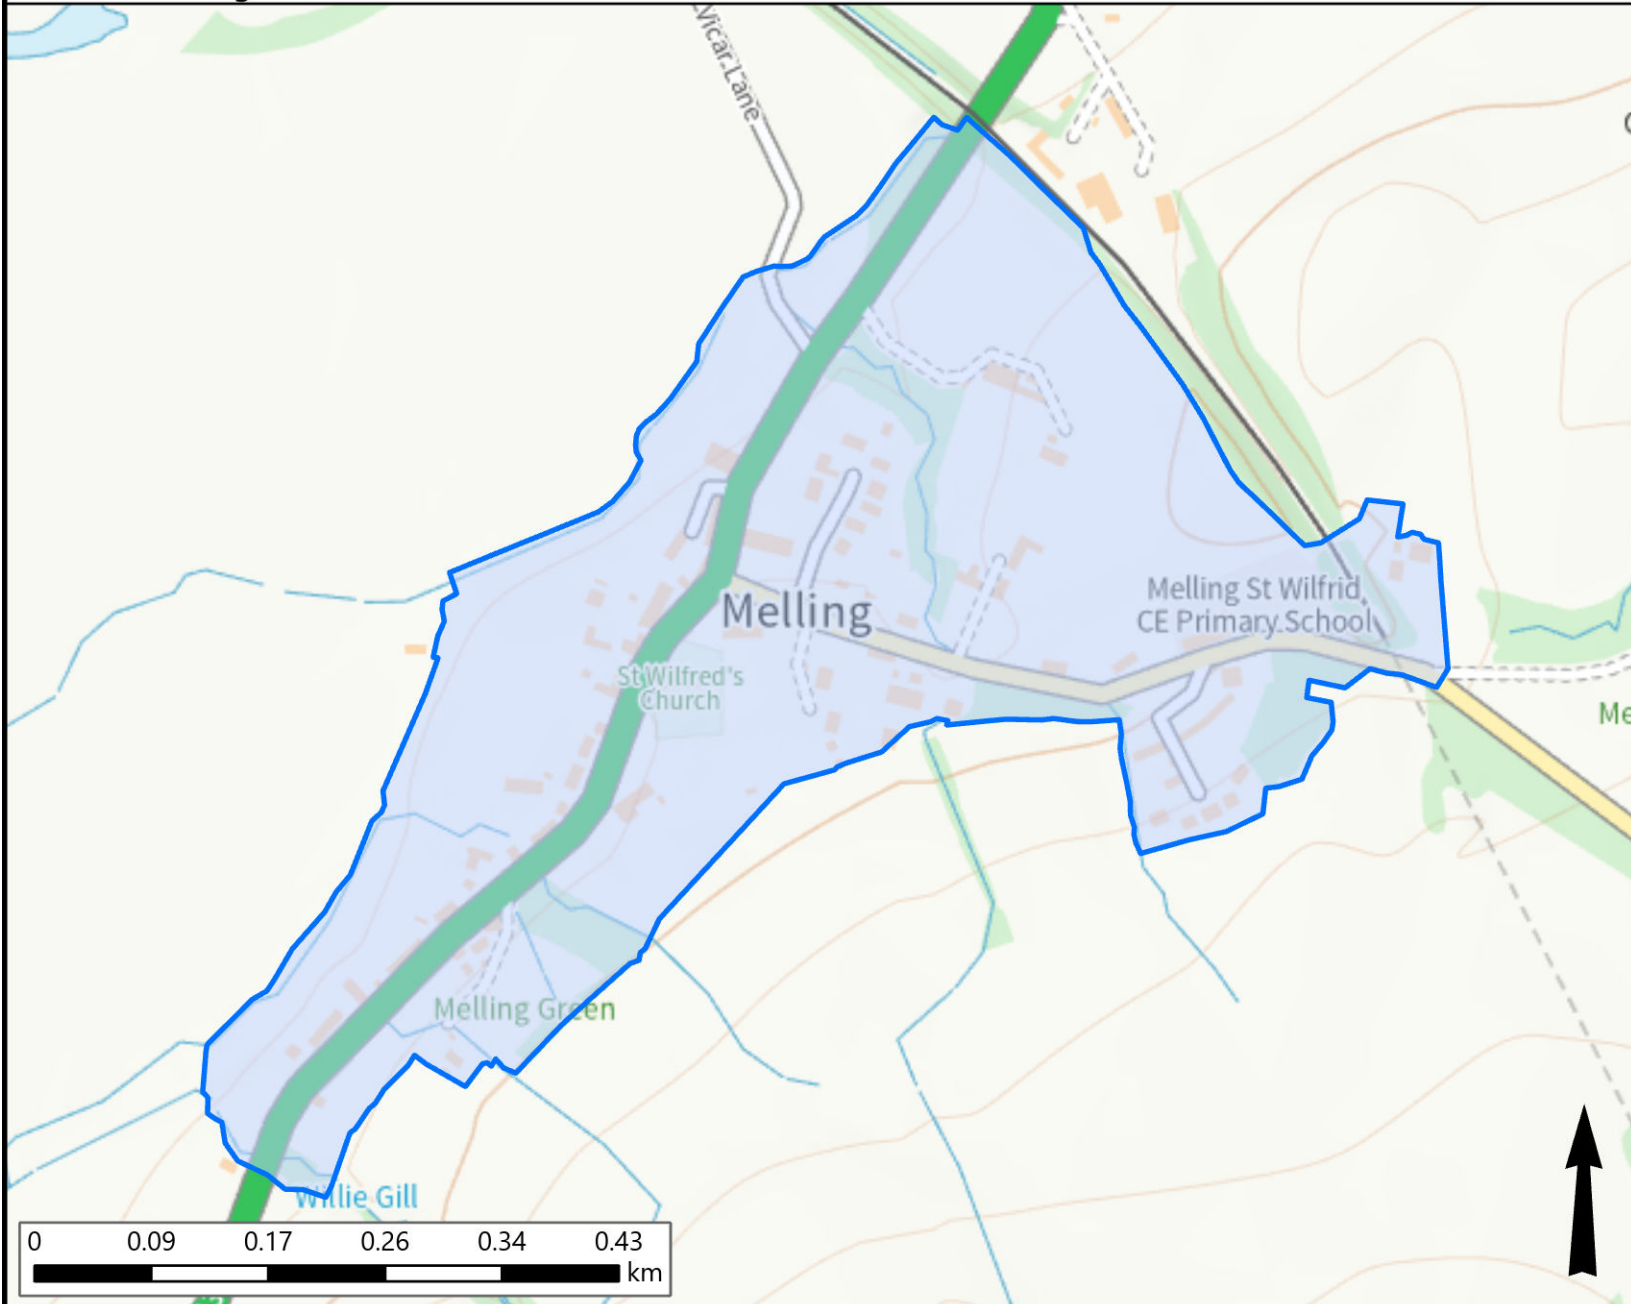 Vicar Lane
Melling St Wilfrid
CE Primary School
Melling
St Wilfred's
Church
Me
Melling Green
Willie Gill
0 0.09 0.17 0.26 0.34 0.43
km